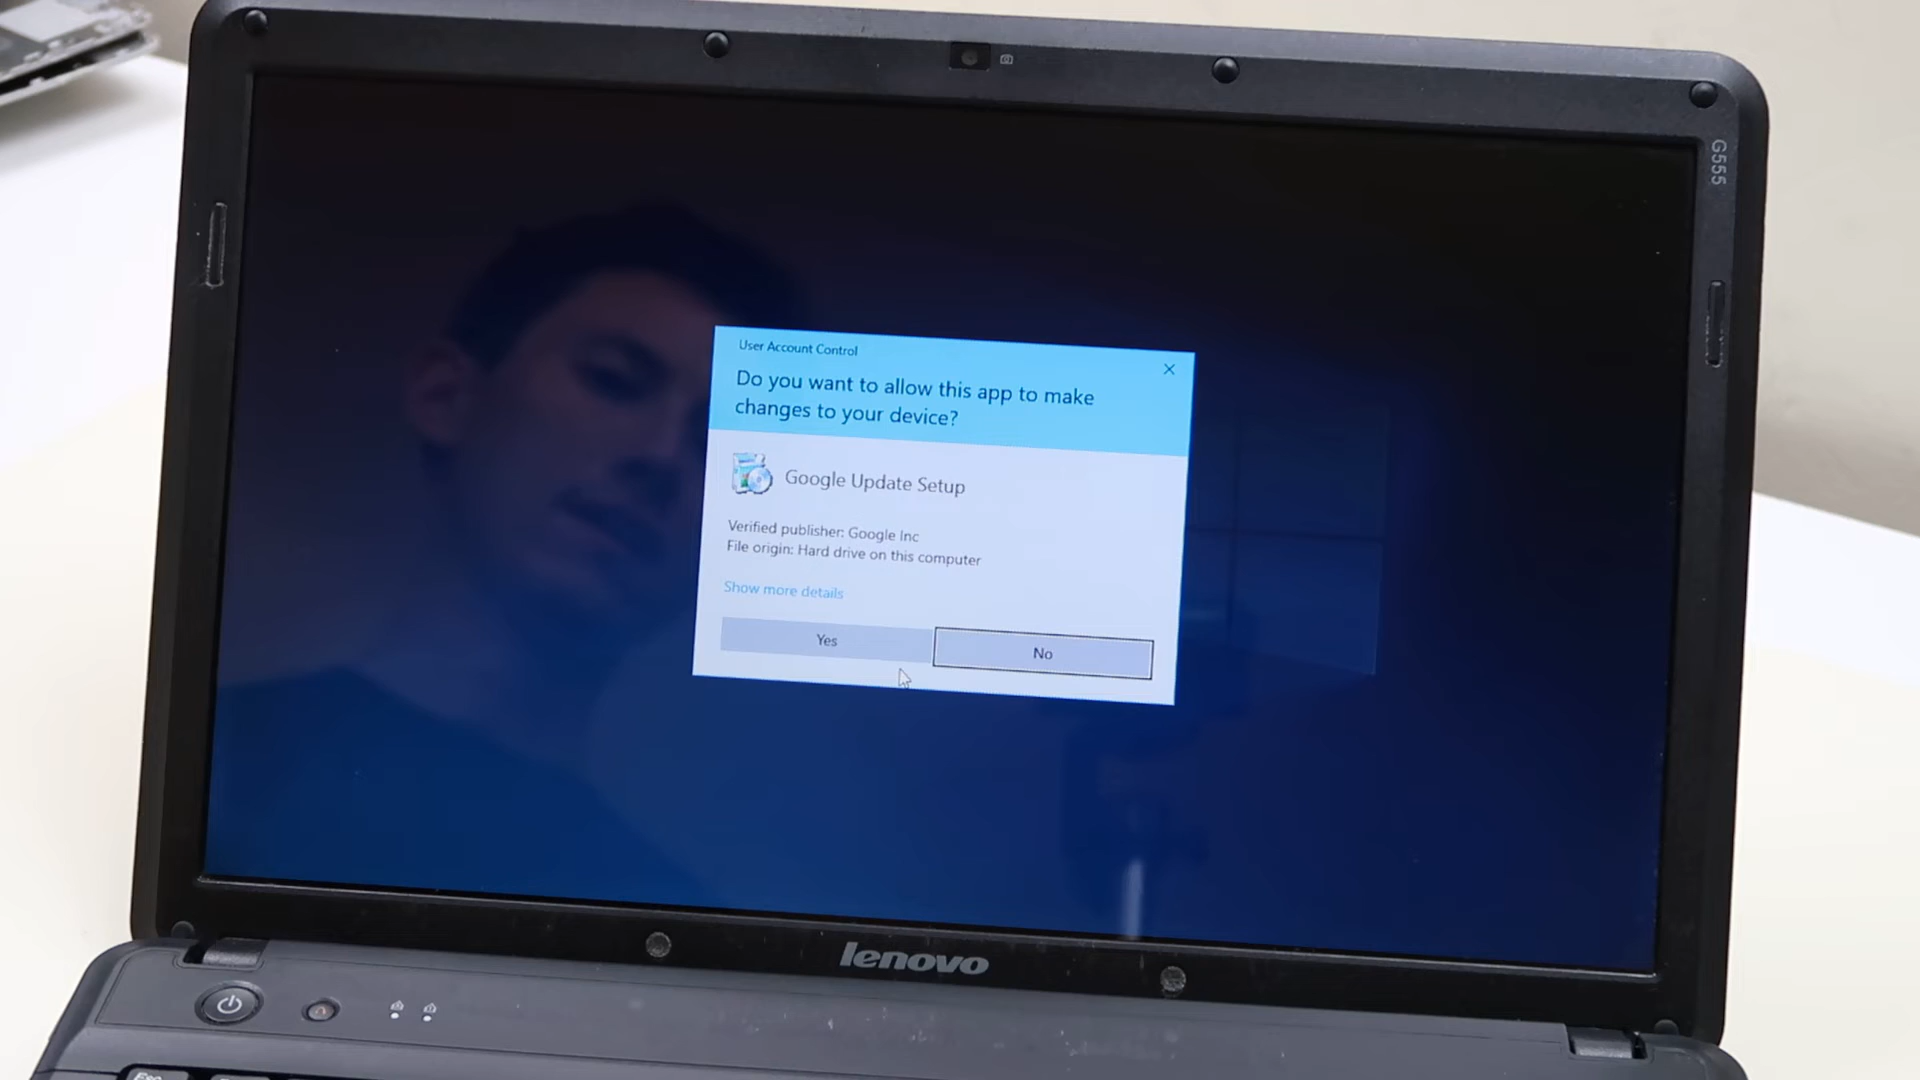 G555
User Account Control
Do you want to allow this app to make
changes to your device?
Google Update Setup
Verified publisher: Google Inc
File origin: Hard drive on this computer
Show more details
Yes
No
lenovo
Esc